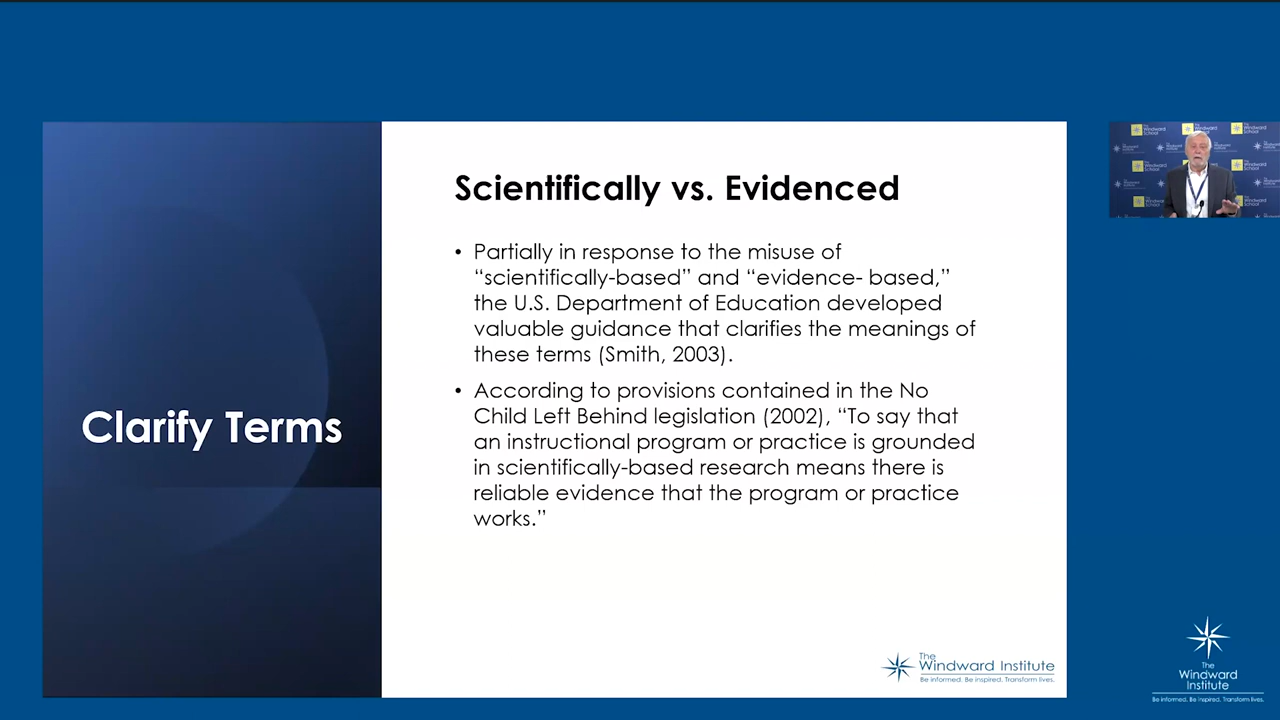 Scientifically vs. Evidenced
• Partially in response to the misuse of
“scientifically-based” and “evidence- based,”
the U.S. Department of Education developed
valuable guidance that clarifies the meanings of
these terms (Smith, 2003).
• According to provisions contained in the No
Child Left Behind legislation (2002), “To say that
an instructional program or practice is grounded
in scientifically-based research means there is
reliable evidence that the program or practice
works.”
Clarify Terms
The
Windward Institute
Be informed. Be inspired. Transform lives.
The
Windward
Institute
Be informed. Be inspired. Transform lives.